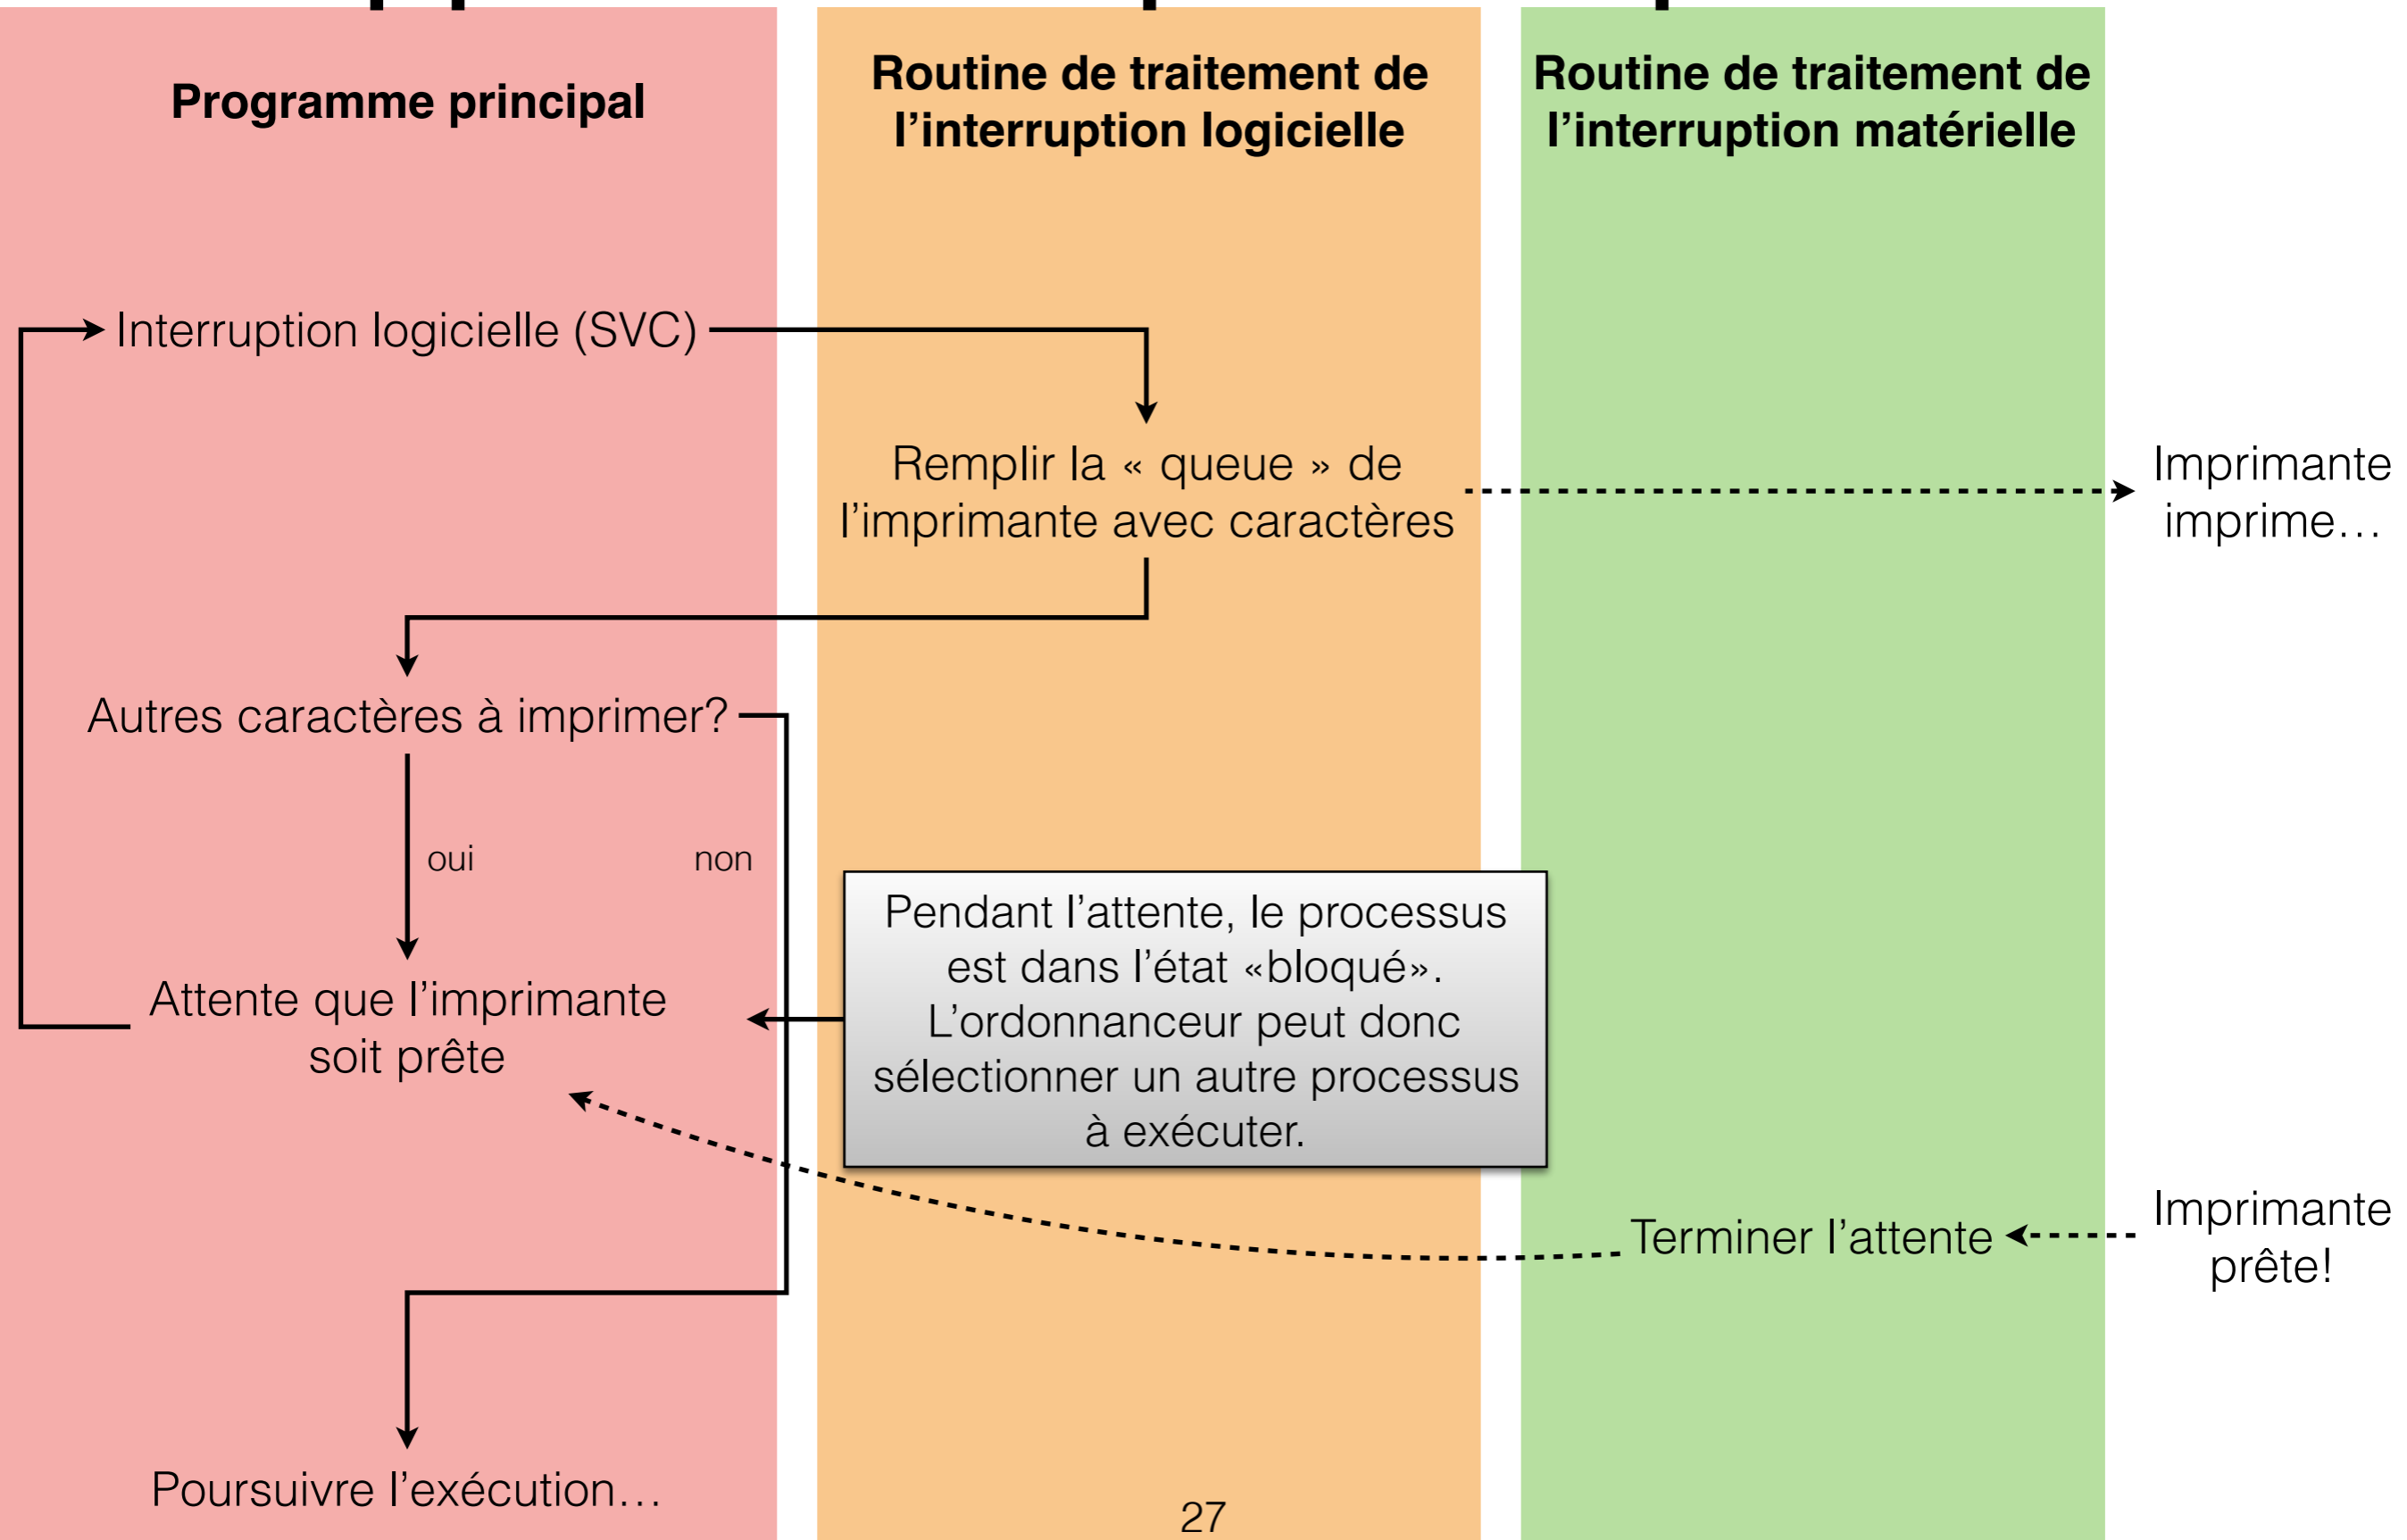 Programme principal
Routine de traitement de
l'interruption logicielle
Routine de traitement de
l'interruption matérielle
Interruption logicielle (SVC)
Remplir la « queue » de
l'imprimante avec caractères
Imprimante
imprime…
Autres caractères à imprimer?
oui
non
Pendant l'attente, le processus
est dans l'état «bloqué».
L'ordonnanceur peut donc
sélectionner un autre processus
à exécuter.
Attente que l'imprimante
soit prête
Terminer l'attente
Imprimante
prête!
Poursuivre l'exécution…
27